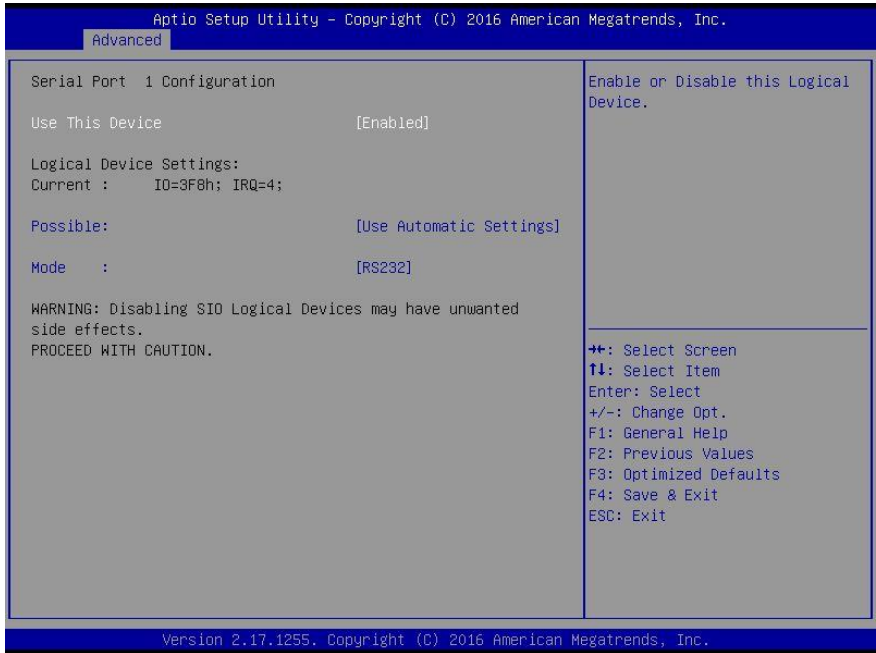 Aptio Setup Utility – Copyright (C) 2016 American Megatrends, Inc.
Advanced
Serial Port 1 Configuration
Use This Device [Enabled]
Logical Device Settings:
Current : IO=3F8h; IRQ=4;
Possible: [Use Automatic Settings]
Mode : [RS232]
WARNING: Disabling SIO Logical Devices may have unwanted
side effects.
PROCEED WITH CAUTION.
Enable or Disable this Logical
Device.
→←: Select Screen
↑↓: Select Item
Enter: Select
+/-: Change Opt.
F1: General Help
F2: Previous Values
F3: Optimized Defaults
F4: Save & Exit
ESC: Exit
Version 2.17.1255. Copyright (C) 2016 American Megatrends, Inc.